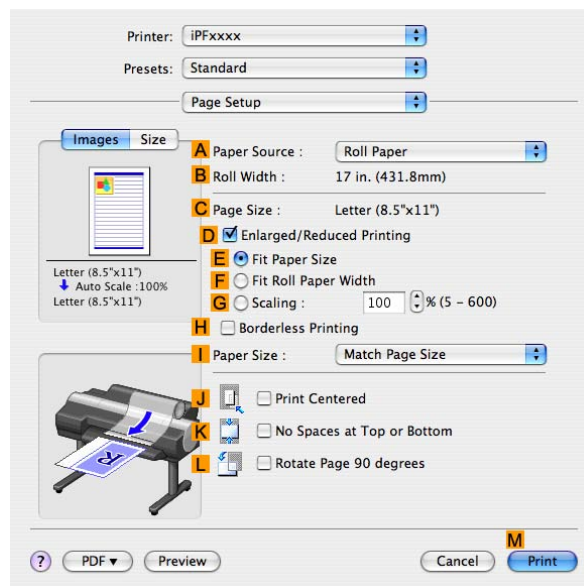 Printer: iPFxxxx
Presets: Standard
Page Setup
Images Size
A Paper Source : Roll Paper
B Roll Width : 17 in. (431.8mm)
C Page Size : Letter (8.5"x11")
D Enlarged/Reduced Printing
E Fit Paper Size
F Fit Roll Paper Width
G Scaling : 100 % (5 – 600)
Letter (8.5"x11")
Auto Scale :100%
Letter (8.5"x11")
H Borderless Printing
I Paper Size : Match Page Size
J Print Centered
K No Spaces at Top or Bottom
L Rotate Page 90 degrees
R
M
? PDF ▼ Preview Cancel Print